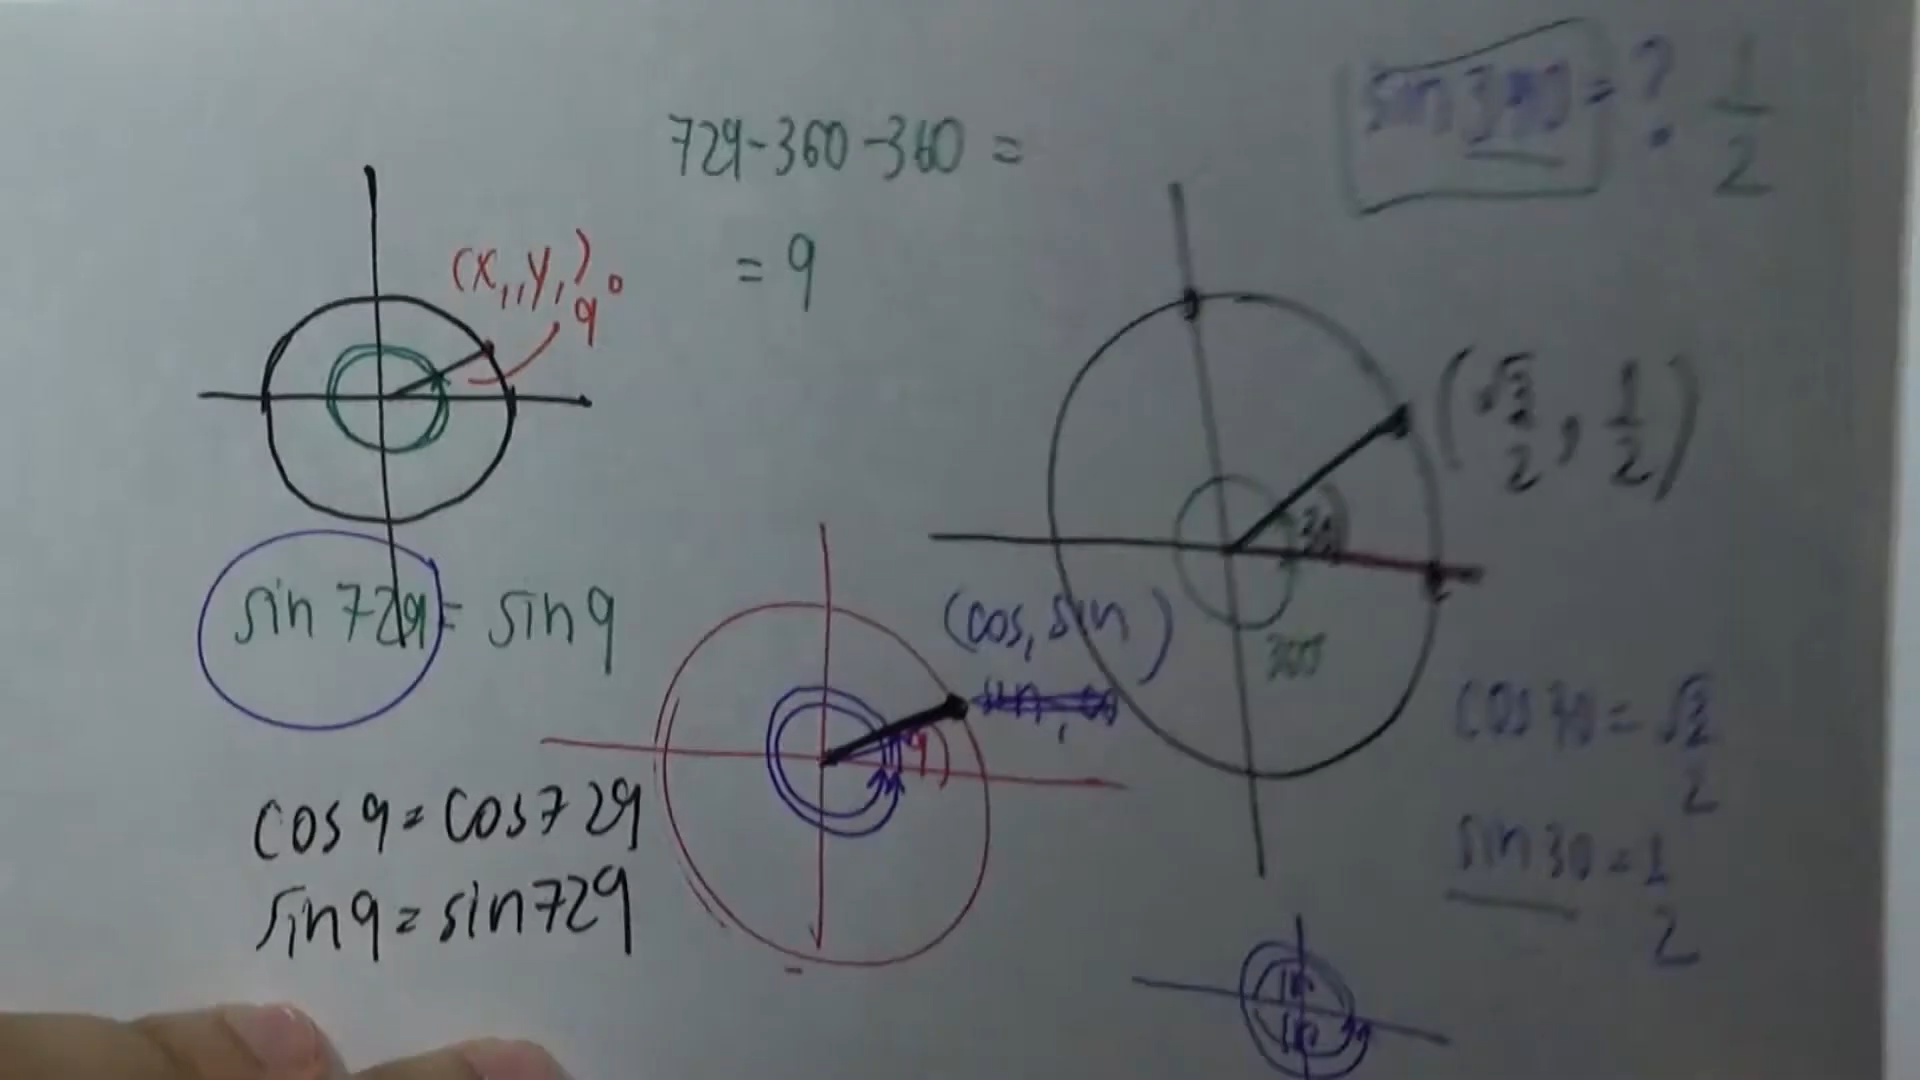 729-360-360 =
= 9
(x₁, y₁)
9°
sin 729 = sin 9
cos 9 = cos 729
sin 9 = sin 729
(cos, sin)
9
sin 390 = ? 1/2
(√3/2, 1/2)
30
360
cos 30 = √3/2
sin 30 = 1/2